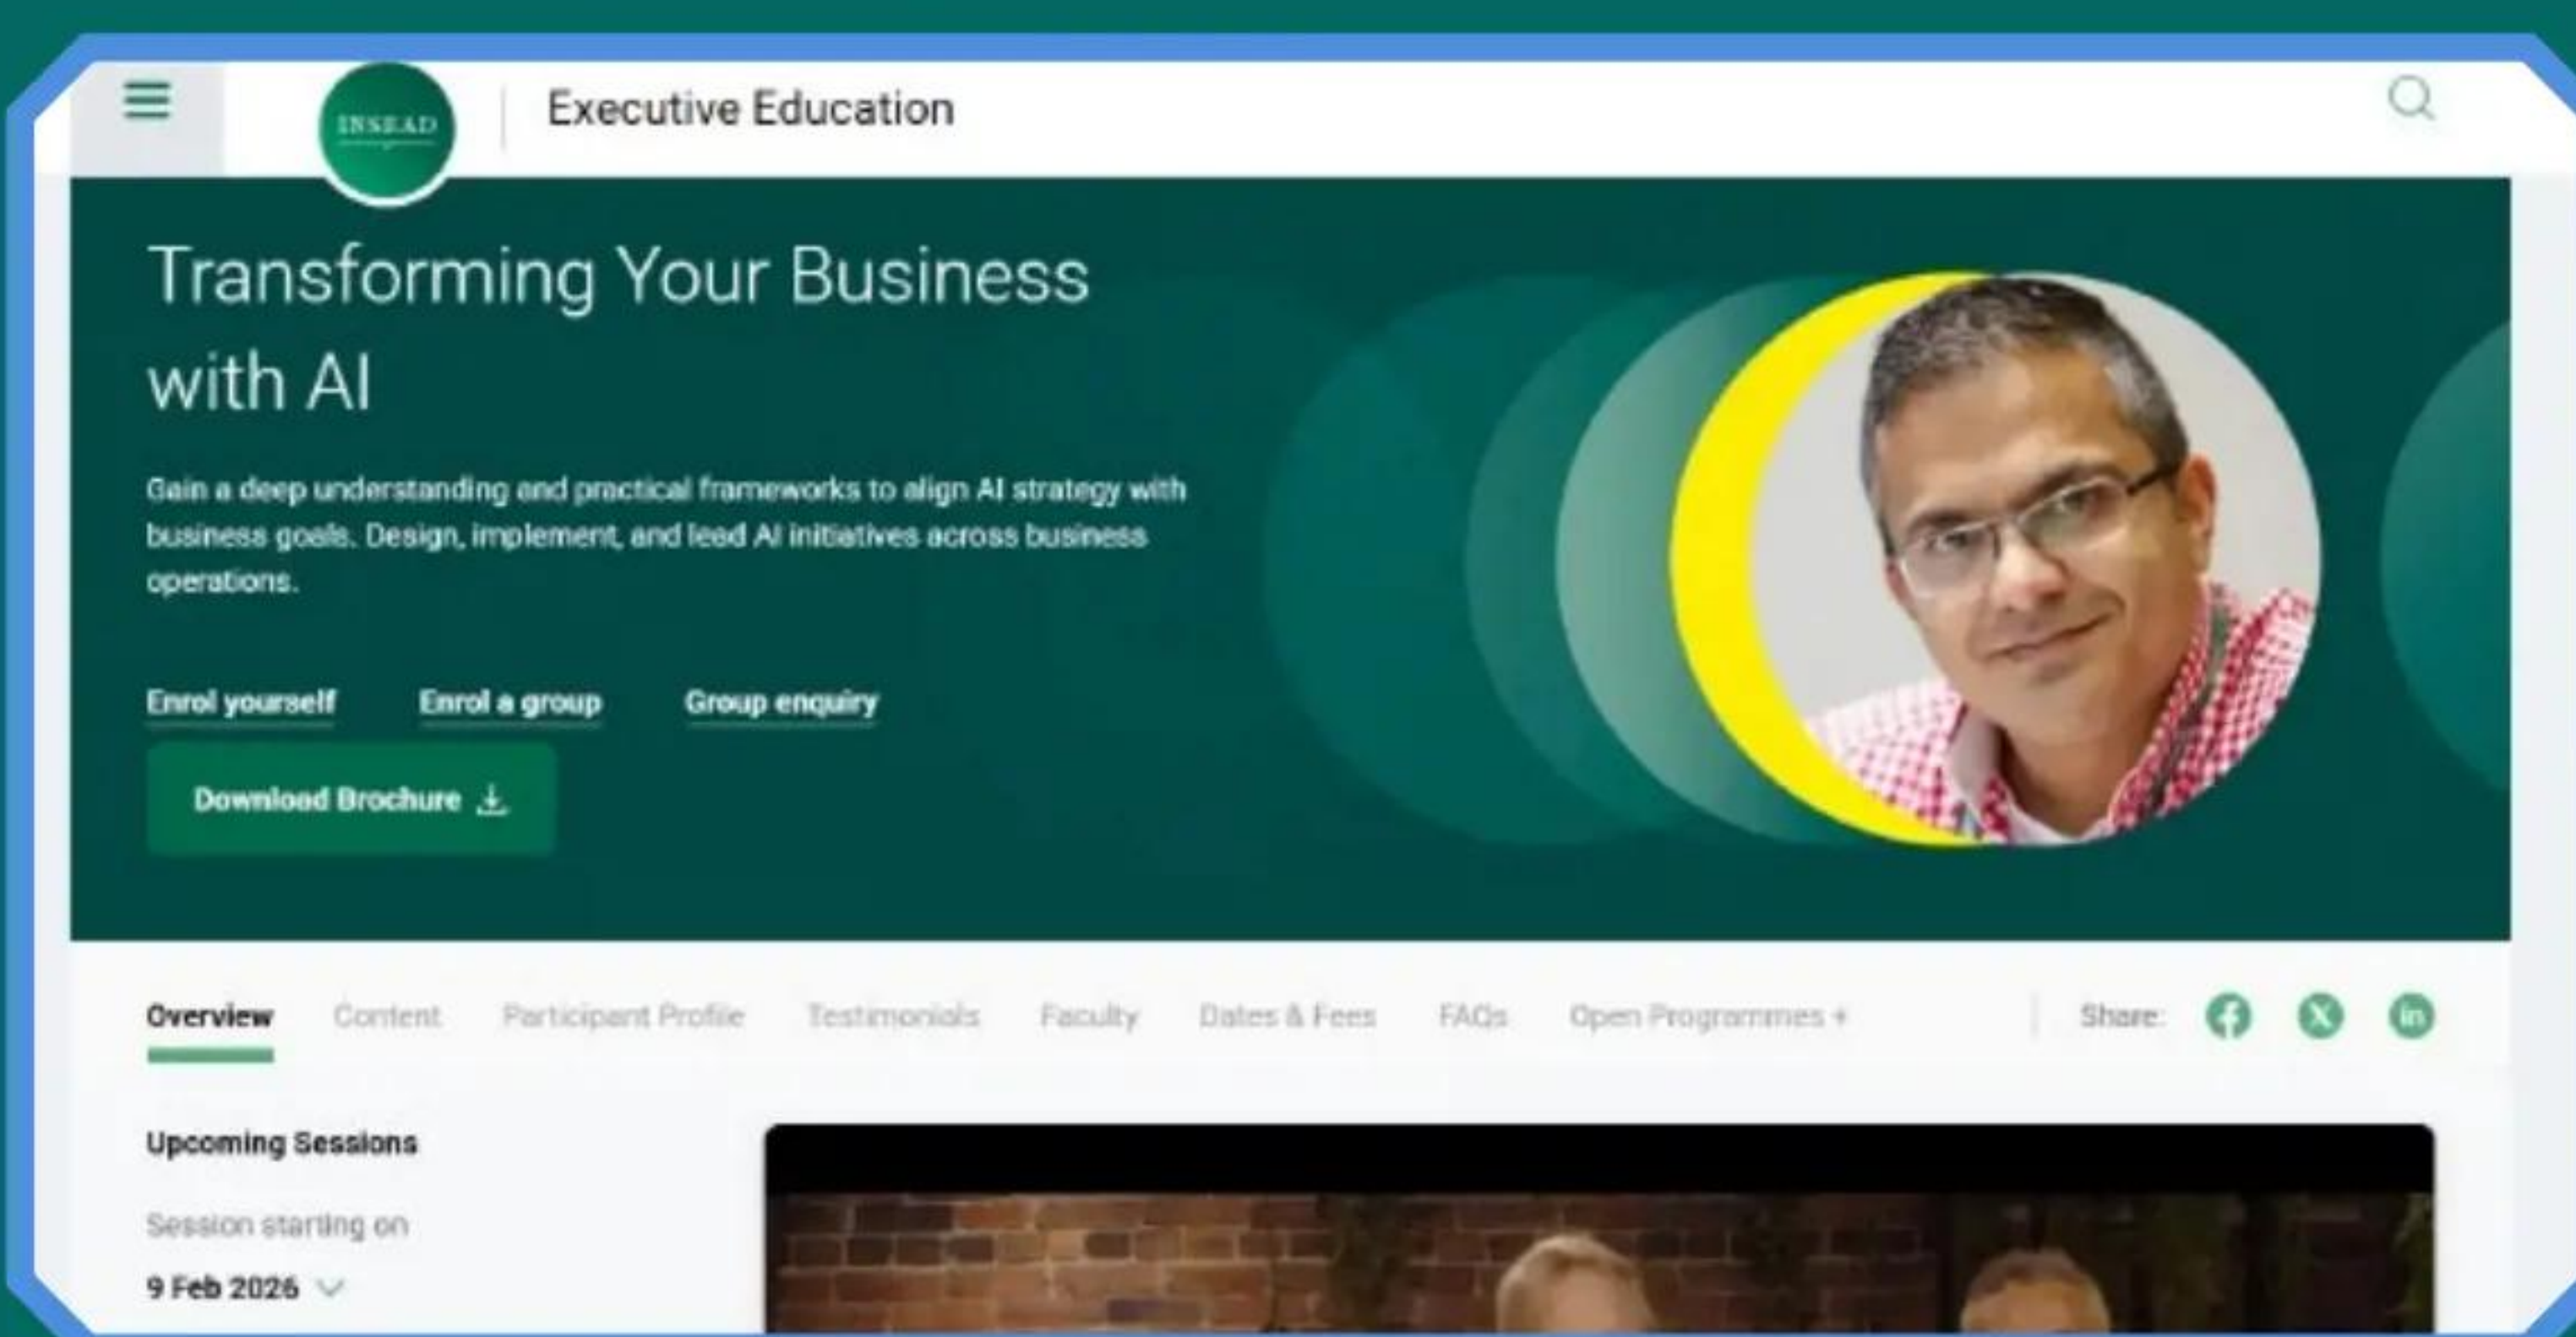 INSEAD
Executive Education
Transforming Your Business
with AI
Gain a deep understanding and practical frameworks to align AI strategy with
business goals. Design, implement, and lead AI initiatives across business
operations.
Enrol yourself
Enrol a group
Group enquiry
Download Brochure
Overview
Content
Participant Profile
Testimonials
Faculty
Dates & Fees
FAQs
Open Programmes +
Share:
Upcoming Sessions
Session starting on
9 Feb 2026